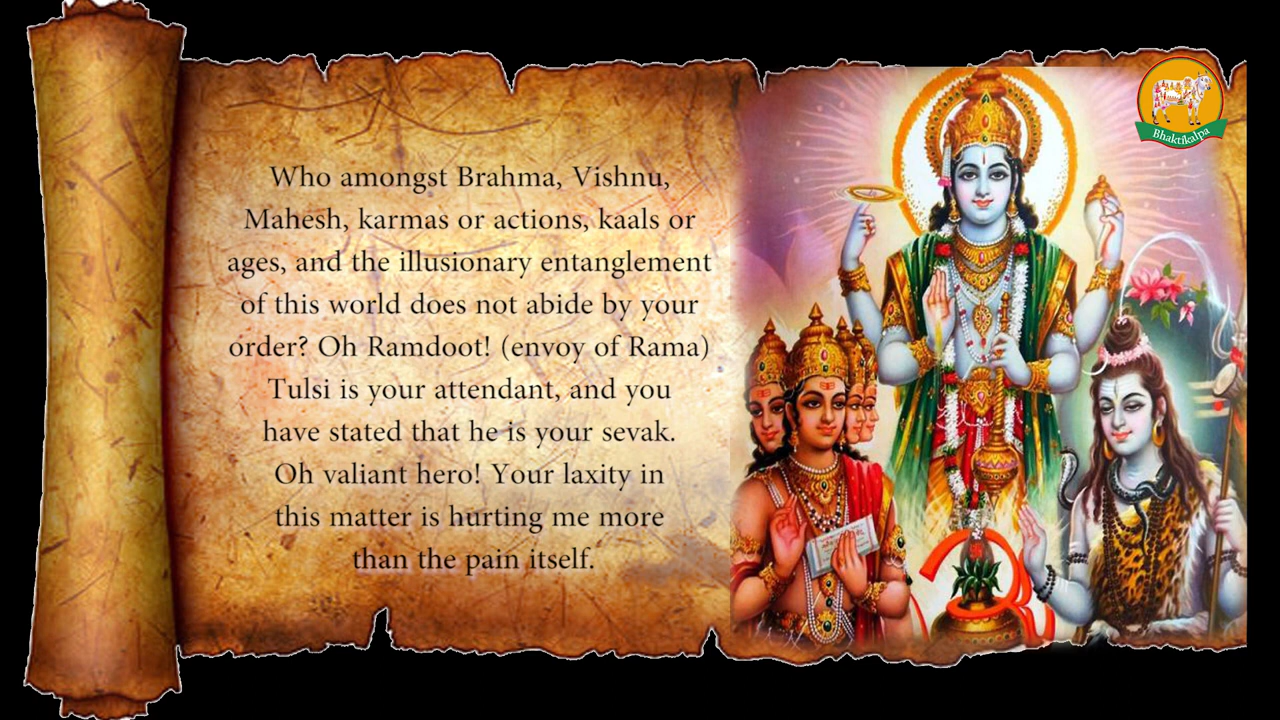 Who amongst Brahma, Vishnu,
Mahesh, karmas or actions, kaals or
ages, and the illusionary entanglement
of this world does not abide by your
order? Oh Ramdoot! (envoy of Rama)
Tulsi is your attendant, and you
have stated that he is your sevak.
Oh valiant hero! Your laxity in
this matter is hurting me more
than the pain itself.
Bhaktikalpa